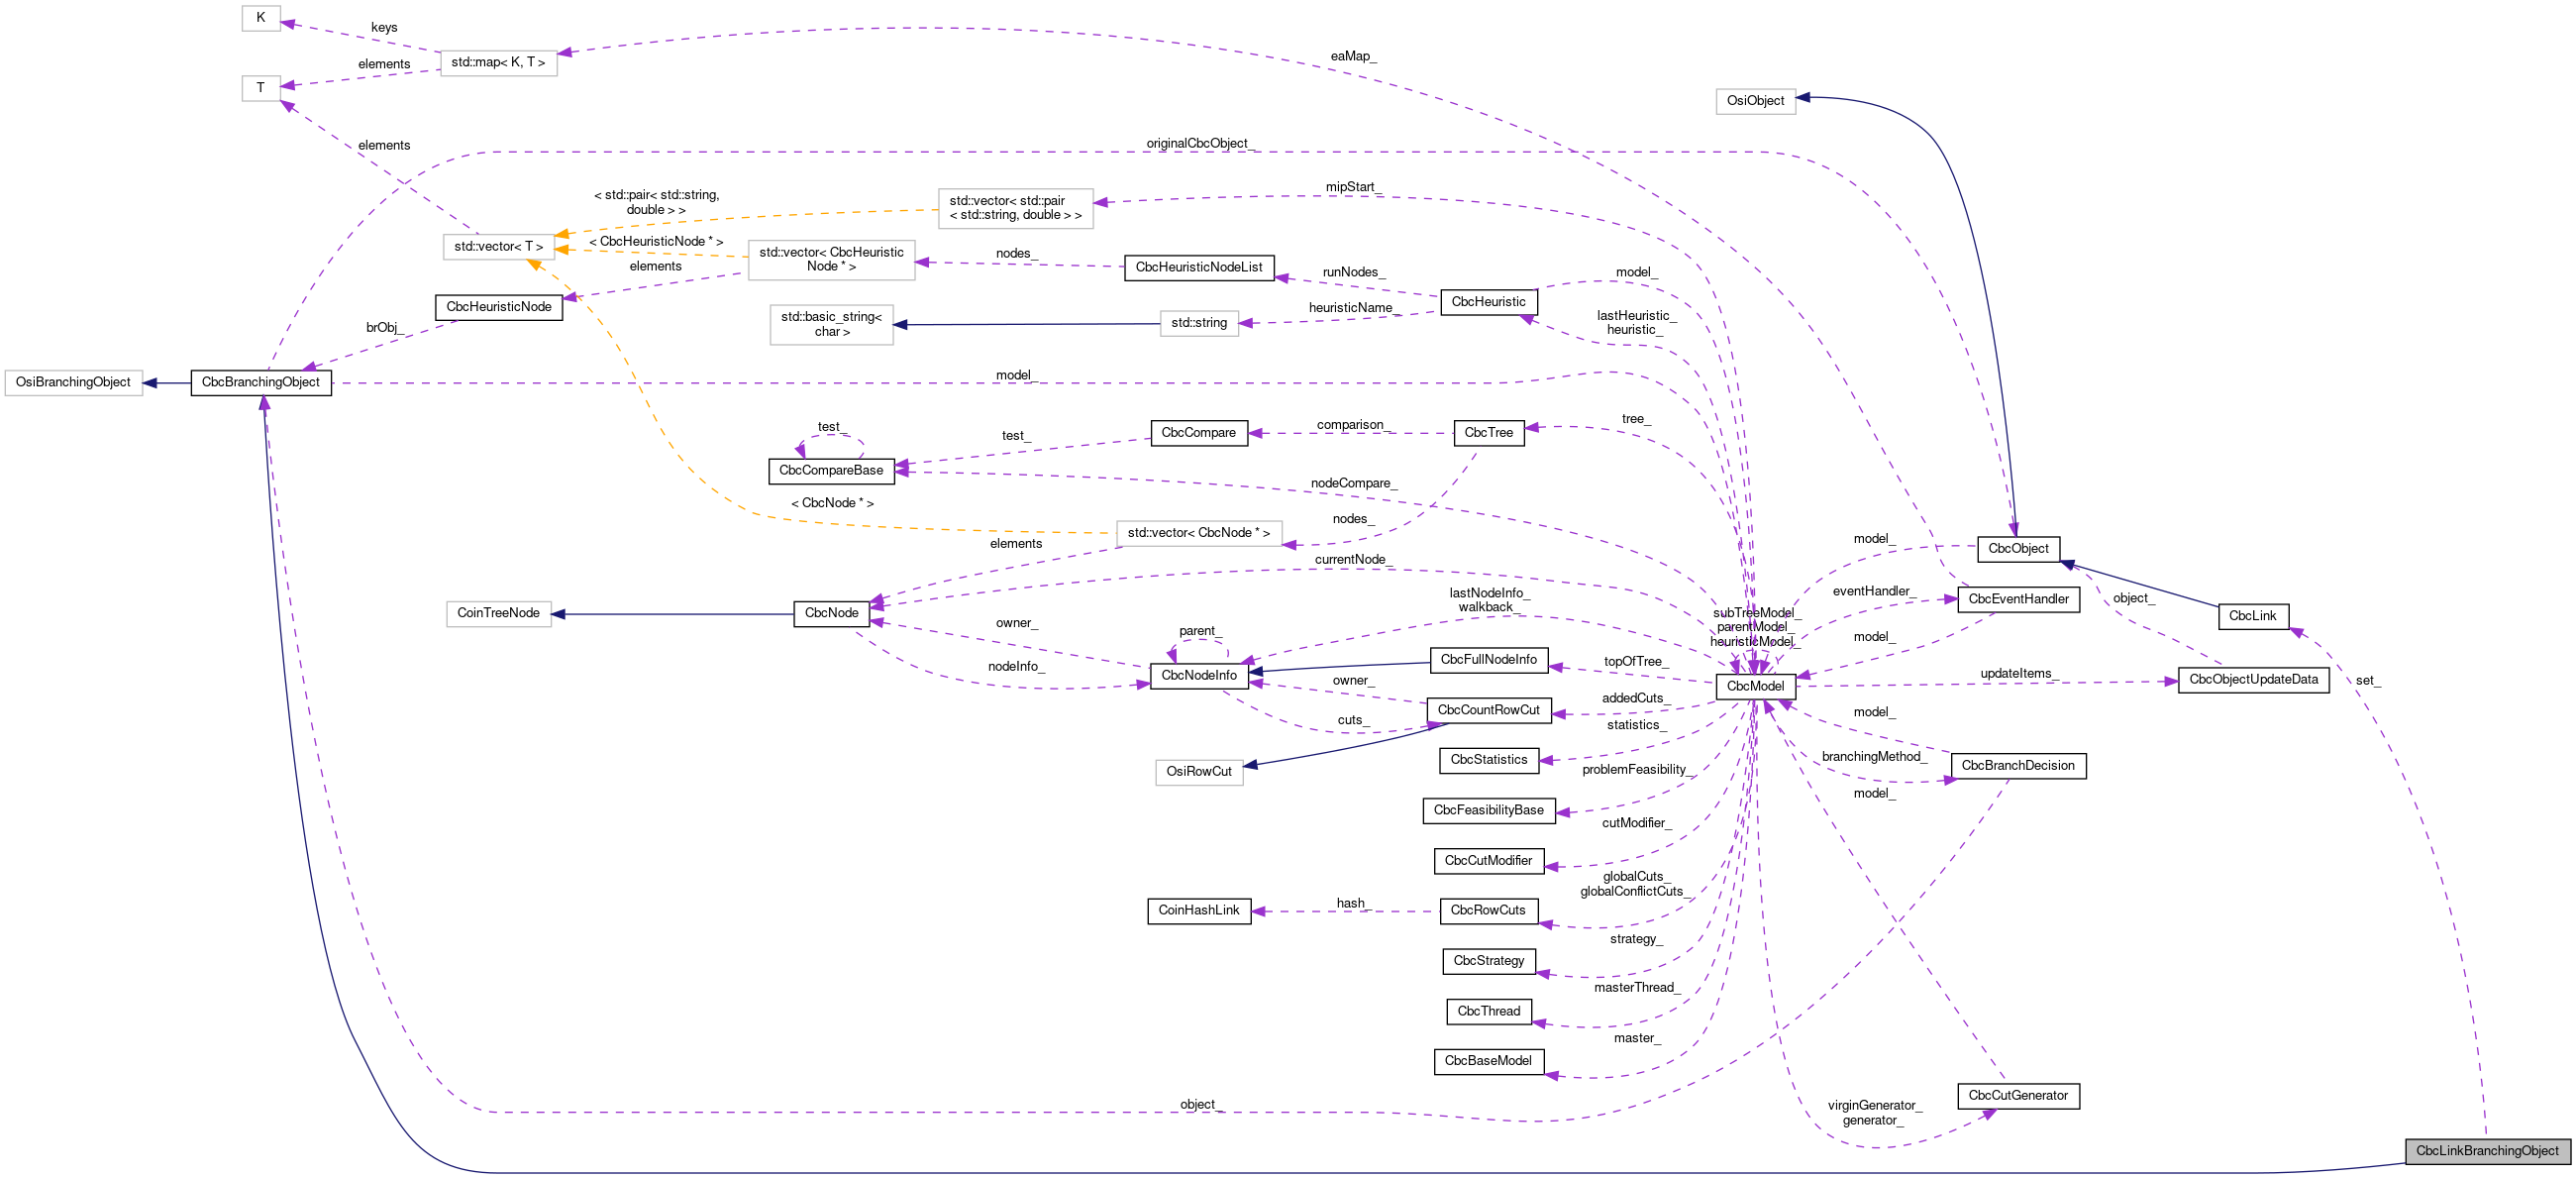 K
keys
std::map< K, T >
eaMap_
elements
T
OsiObject
elements
originalCbcObject_
< std::pair< std::string,
double > >
std::vector< std::pair
< std::string, double > >
mipStart_
std::vector< T >
< CbcHeuristicNode * >
std::vector< CbcHeuristic
Node * >
elements
nodes_
CbcHeuristicNodeList
runNodes_
model_
CbcHeuristic
CbcHeuristicNode
heuristicName_
std::basic_string<
char >
std::string
lastHeuristic_
heuristic_
brObj_
OsiBranchingObject
CbcBranchingObject
model_
test_
CbcCompareBase
test_
CbcCompare
comparison_
CbcTree
tree_
nodeCompare_
< CbcNode * >
std::vector< CbcNode * >
nodes_
elements
currentNode_
model_
CbcObject
CoinTreeNode
CbcNode
lastNodeInfo_
walkback_
subTreeModel_
parentModel_
heuristicModel_
eventHandler_
CbcEventHandler
object_
CbcLink
owner_
parent_
nodeInfo_
CbcNodeInfo
CbcFullNodeInfo
topOfTree_
model_
CbcModel
updateItems_
CbcObjectUpdateData
set_
owner_
cuts_
CbcCountRowCut
addedCuts_
statistics_
model_
OsiRowCut
CbcStatistics
problemFeasibility_
branchingMethod_
CbcBranchDecision
model_
CbcFeasibilityBase
cutModifier_
CbcCutModifier
globalCuts_
globalConflictCuts_
CoinHashLink
hash_
CbcRowCuts
strategy_
CbcStrategy
masterThread_
CbcThread
master_
CbcBaseModel
object_
virginGenerator_
generator_
CbcCutGenerator
CbcLinkBranchingObject